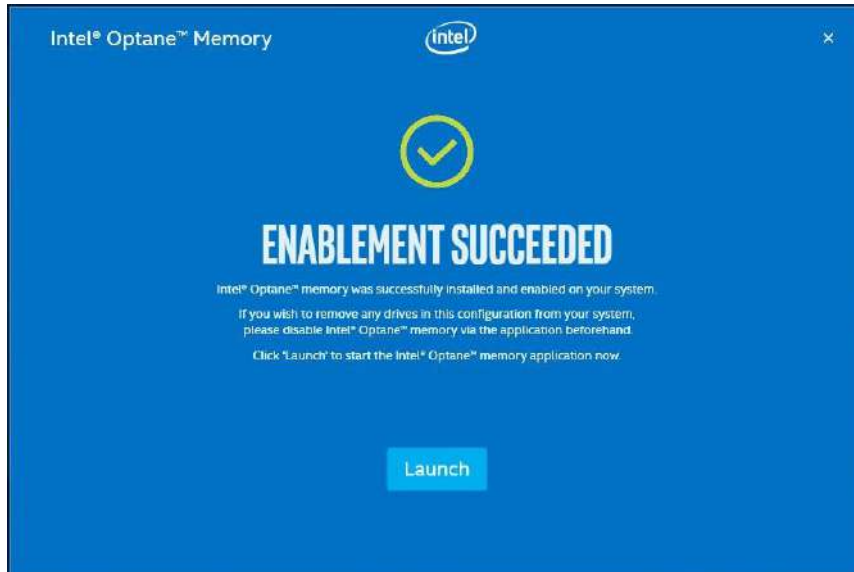 Intel® Optane™ Memory
intel
×
ENABLEMENT SUCCEEDED
Intel® Optane™ memory was successfully installed and enabled on your system.
If you wish to remove any drives in this configuration from your system,
please disable Intel® Optane™ memory via the application beforehand.
Click 'Launch' to start the Intel® Optane™ memory application now.
Launch